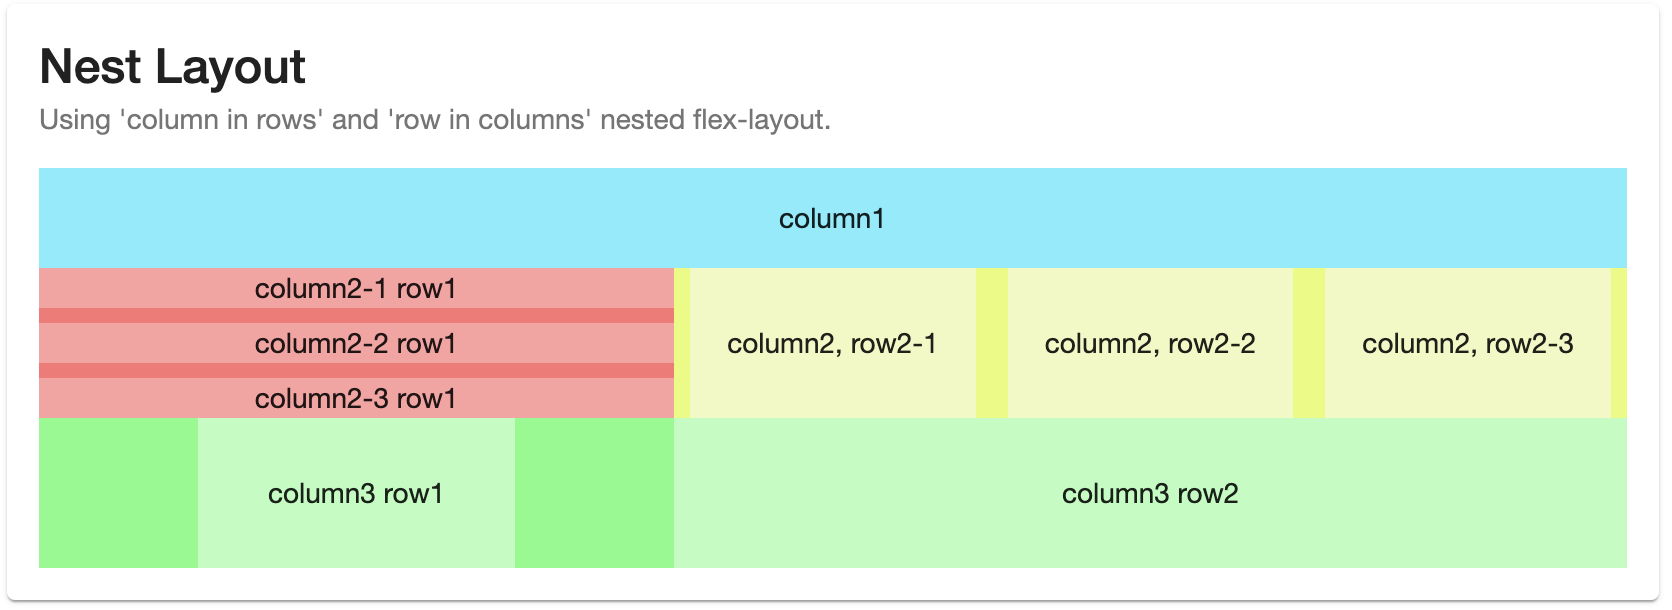 Nest Layout
Using 'column in rows' and 'row in columns' nested flex-layout.
column1
column2-1 row1
column2-2 row1
column2-3 row1
column2, row2-1
column2, row2-2
column2, row2-3
column3 row1
column3 row2